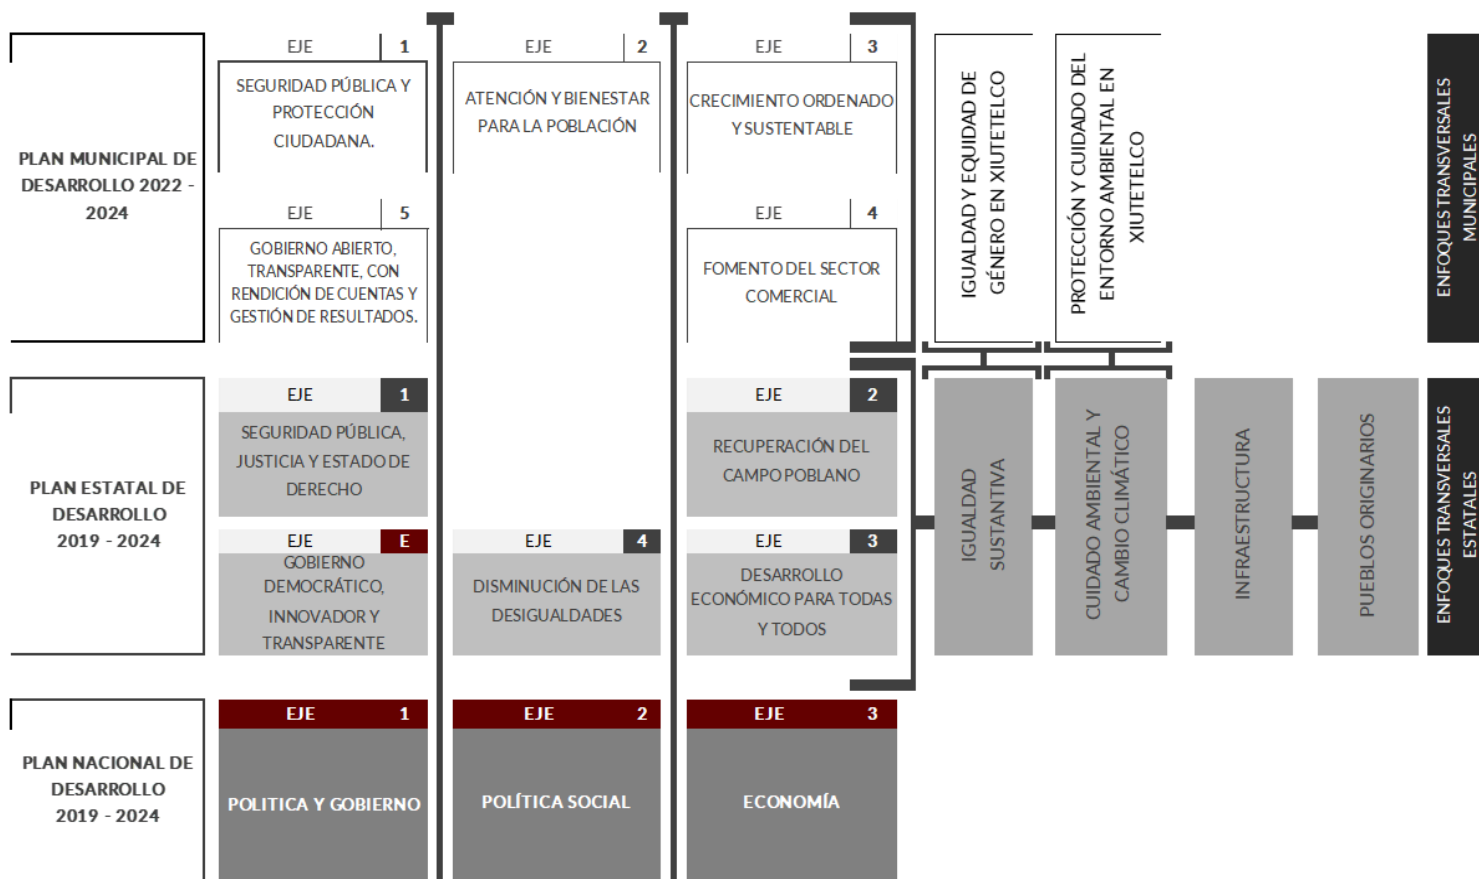 PLAN MUNICIPAL DE
DESARROLLO 2022 -
2024
EJE 1
SEGURIDAD PÚBLICA Y
PROTECCIÓN
CIUDADANA.
EJE 2
ATENCIÓN Y BIENESTAR
PARA LA POBLACIÓN
EJE 3
CRECIMIENTO ORDENADO
Y SUSTENTABLE
EJE 5
GOBIERNO ABIERTO,
TRANSPARENTE, CON
RENDICIÓN DE CUENTAS Y
GESTIÓN DE RESULTADOS.
EJE 4
FOMENTO DEL SECTOR
COMERCIAL
IGUALDAD Y EQUIDAD DE
GÉNERO EN XIUTETELCO
PROTECCIÓN Y CUIDADO DEL
ENTORNO AMBIENTAL EN
XIUTETELCO
ENFOQUES TRANSVERSALES
MUNICIPALES
PLAN ESTATAL DE
DESARROLLO
2019 - 2024
EJE 1
SEGURIDAD PÚBLICA,
JUSTICIA Y ESTADO DE
DERECHO
EJE 2
RECUPERACIÓN DEL
CAMPO POBLANO
EJE E
GOBIERNO
DEMOCRÁTICO,
INNOVADOR Y
TRANSPARENTE
EJE 4
DISMINUCIÓN DE LAS
DESIGUALDADES
EJE 3
DESARROLLO
ECONÓMICO PARA TODAS
Y TODOS
IGUALDAD
SUSTANTIVA
CUIDADO AMBIENTAL Y
CAMBIO CLIMÁTICO
INFRAESTRUCTURA
PUEBLOS ORIGINARIOS
ENFOQUES TRANSVERSALES
ESTATALES
PLAN NACIONAL DE
DESARROLLO
2019 - 2024
EJE 1
POLITICA Y GOBIERNO
EJE 2
POLÍTICA SOCIAL
EJE 3
ECONOMÍA